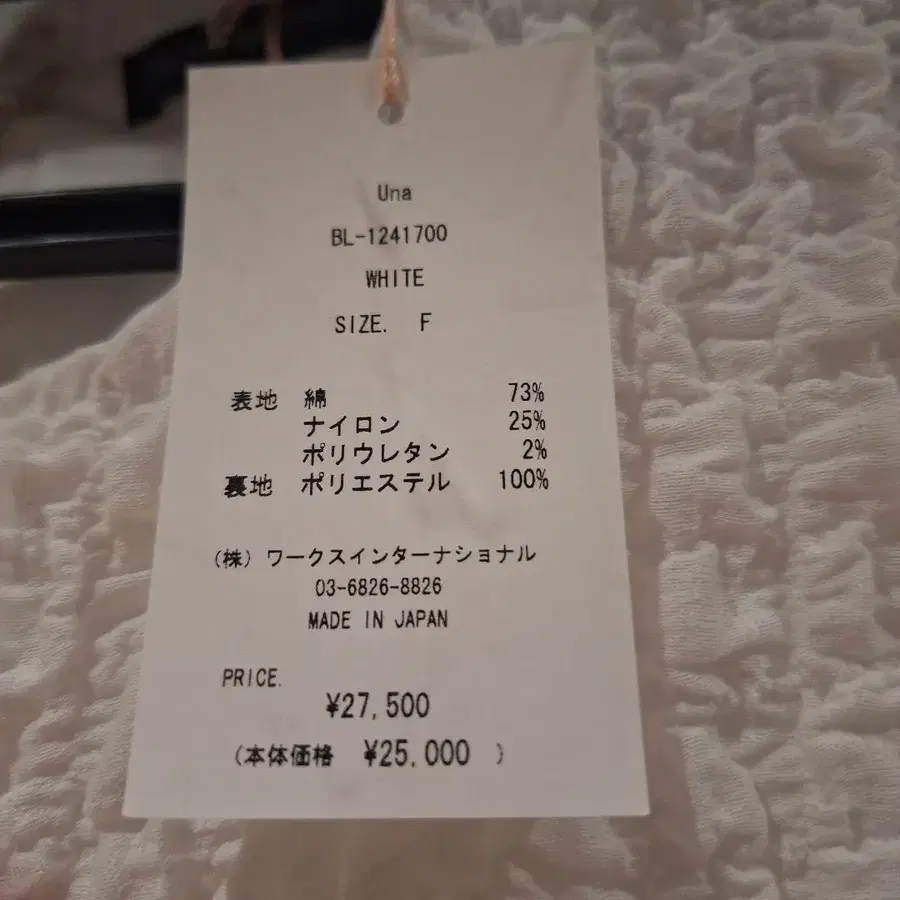 Una
BL-1241700
WHITE
SIZE. F
表地 綿 73%
ナイロン 25%
ポリウレタン 2%
裏地 ポリエステル 100%
(株) ワークスインターナショナル
03-6826-8826
MADE IN JAPAN
PRICE.
¥27,500
(本体価格 ¥25,000 )